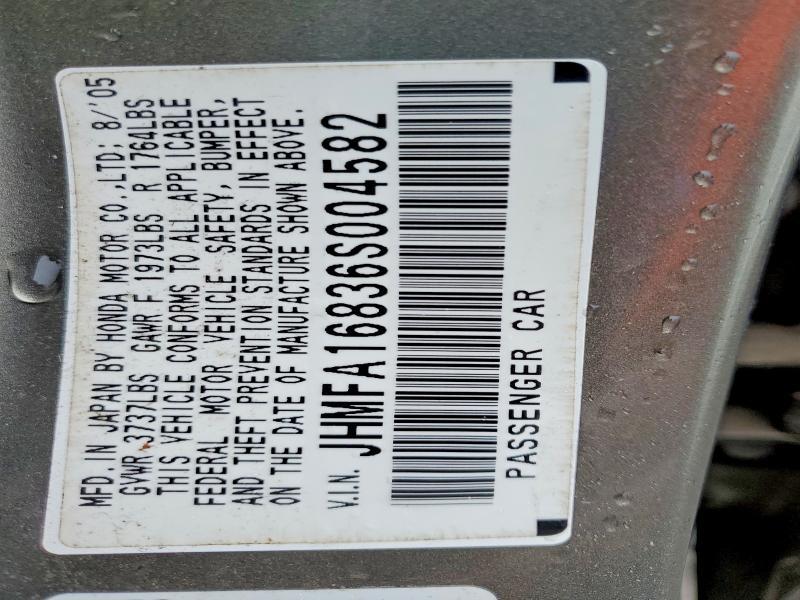 MFD. IN JAPAN BY HONDA MOTOR CO.,LTD; 8/'05
GVWR 3737LBS GAWR F 1973LBS R 1764LBS
THIS VEHICLE CONFORMS TO ALL APPLICABLE
FEDERAL MOTOR VEHICLE SAFETY, BUMPER,
AND THEFT PREVENTION STANDARDS IN EFFECT
ON THE DATE OF MANUFACTURE SHOWN ABOVE.
V.I.N. JHMFA16836S004582
PASSENGER CAR